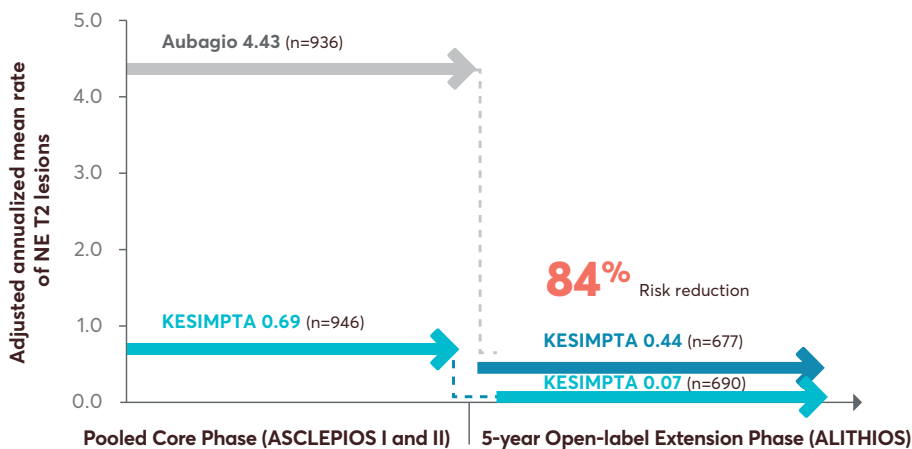 Adjusted annualized mean rate
of NE T2 lesions
5.0
4.0
3.0
2.0
1.0
0.0
Aubagio 4.43 (n=936)
KESIMPTA 0.69 (n=946)
84% Risk reduction
KESIMPTA 0.44 (n=677)
KESIMPTA 0.07 (n=690)
Pooled Core Phase (ASCLEPIOS I and II)
5-year Open-label Extension Phase (ALITHIOS)